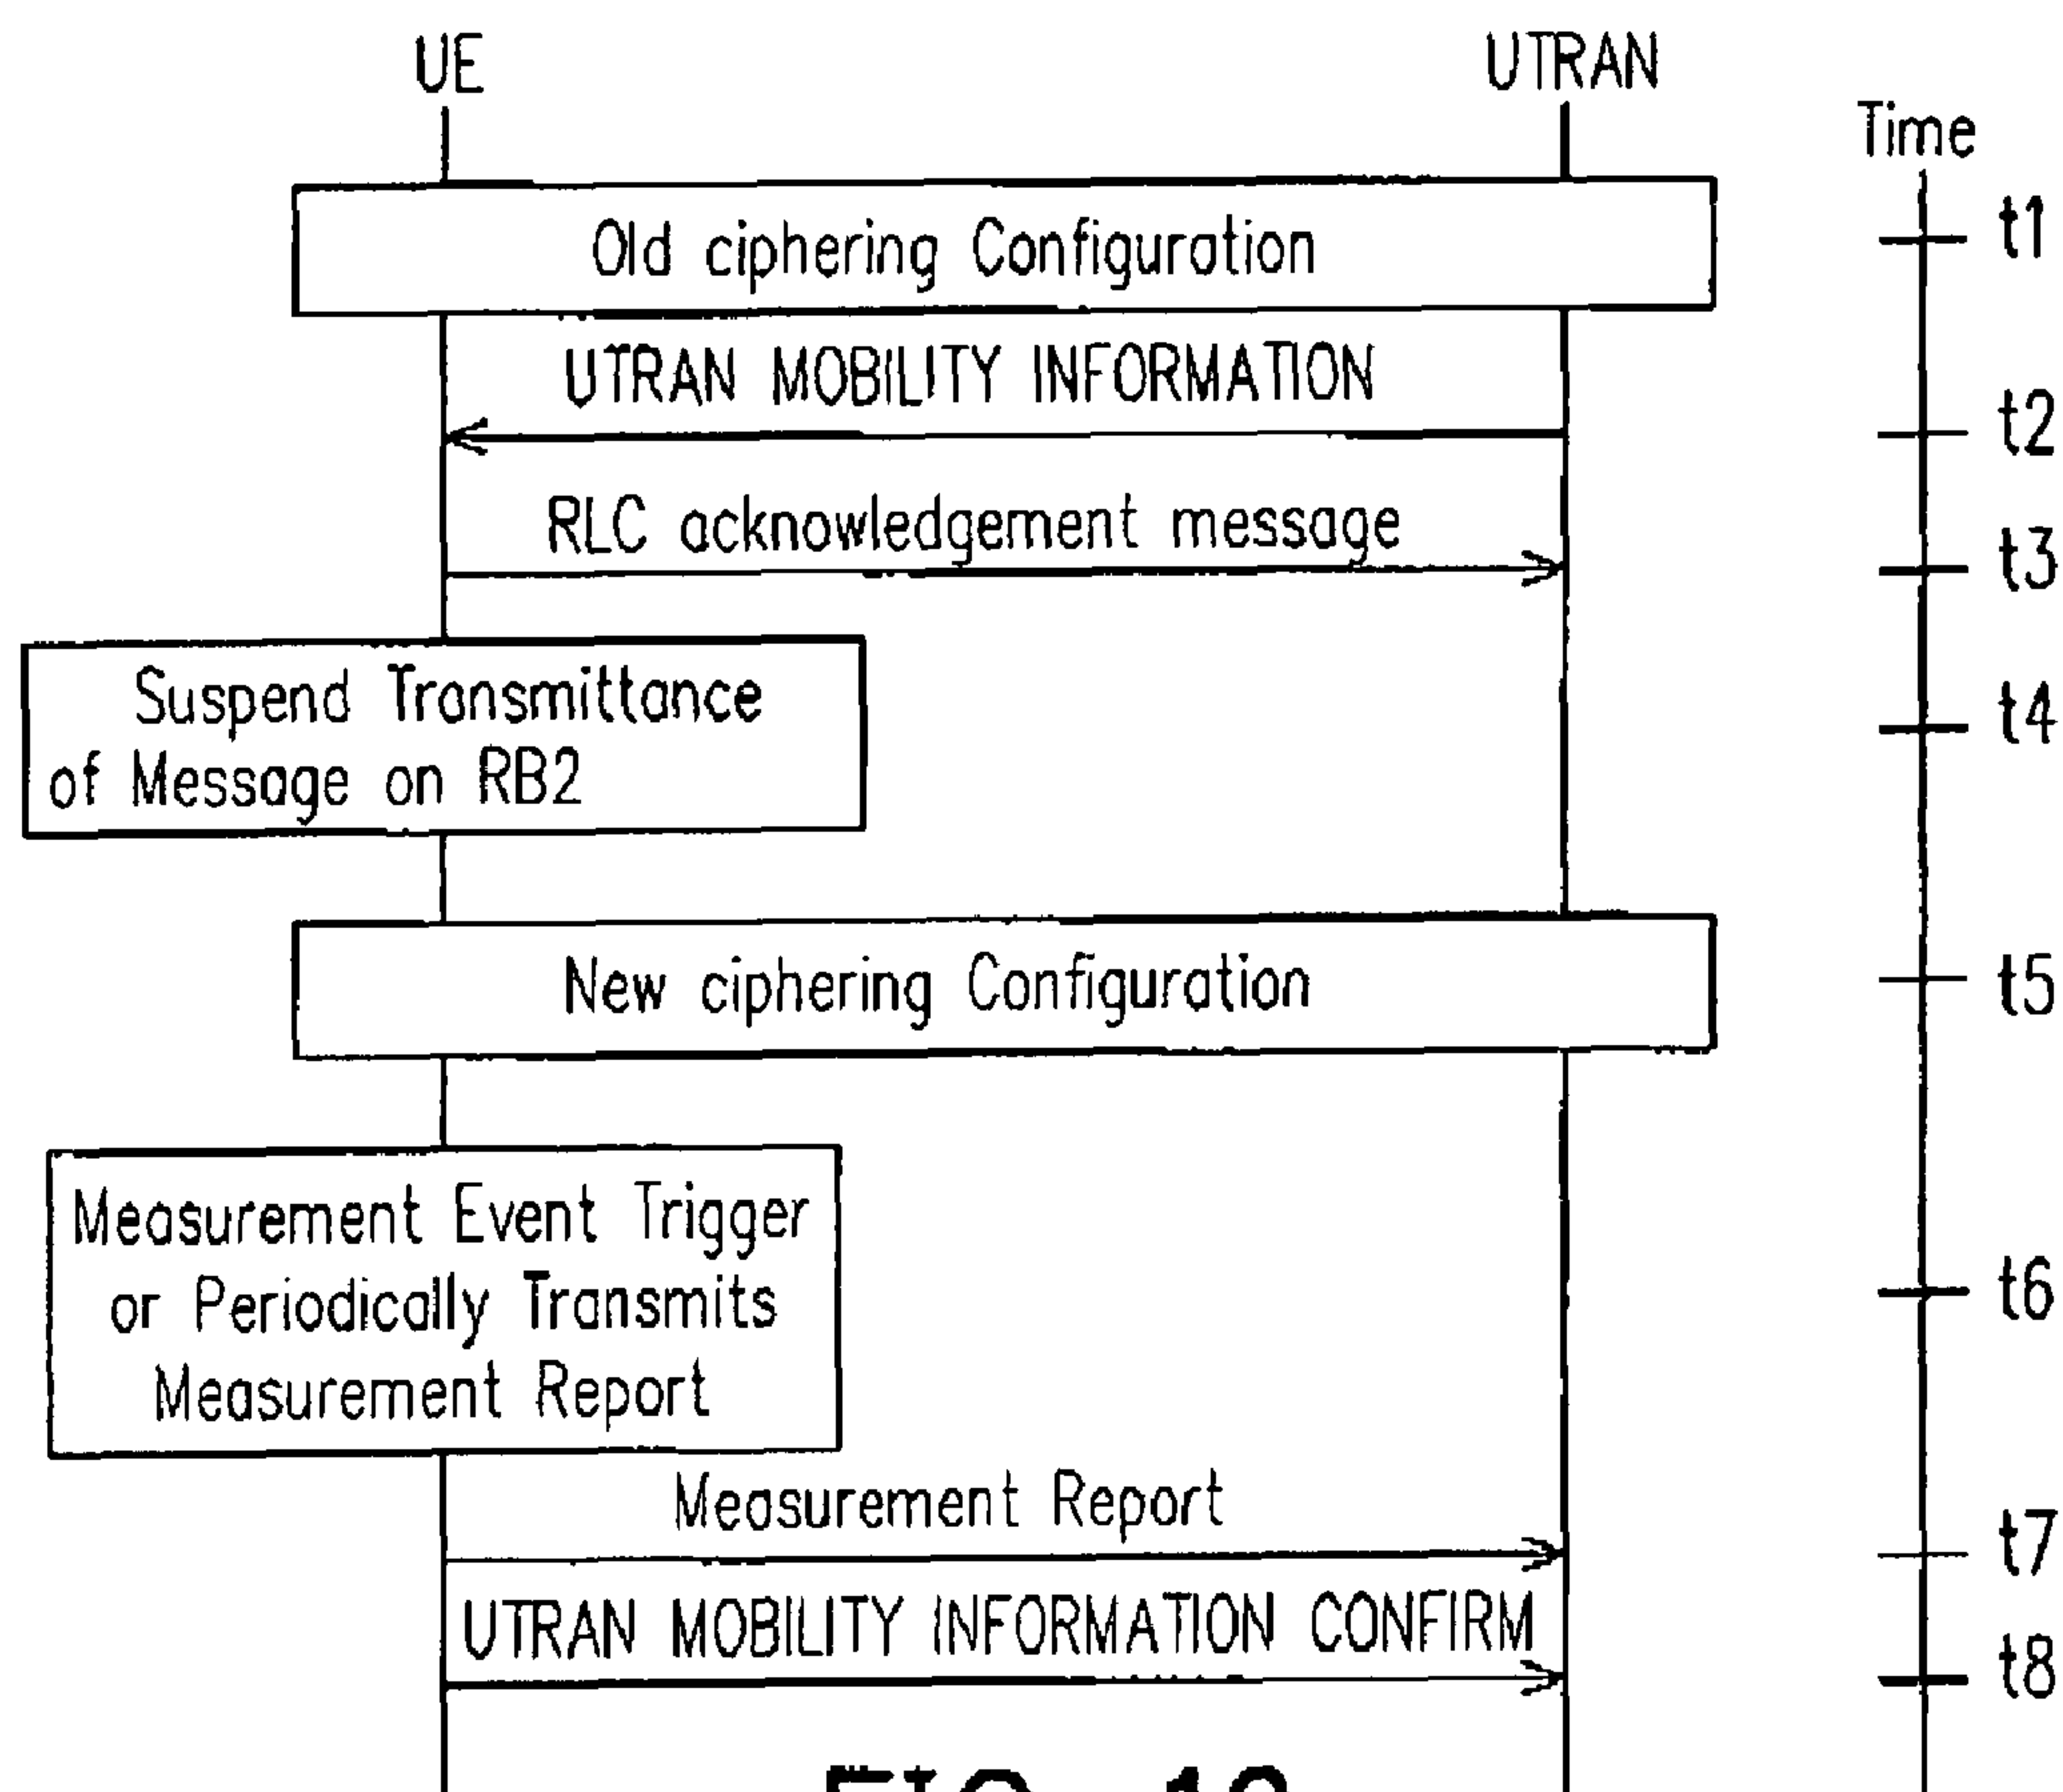 UE
UTRAN
Time
Old ciphering Configuration
t1
UTRAN MOBILITY INFORMATION
t2
RLC acknowledgement message
t3
Suspend Transmittance
of Message on RB2
t4
New ciphering Configuration
t5
Measurement Event Trigger
or Periodically Transmits
Measurement Report
t6
Measurement Report
t7
UTRAN MOBILITY INFORMATION CONFIRM
t8